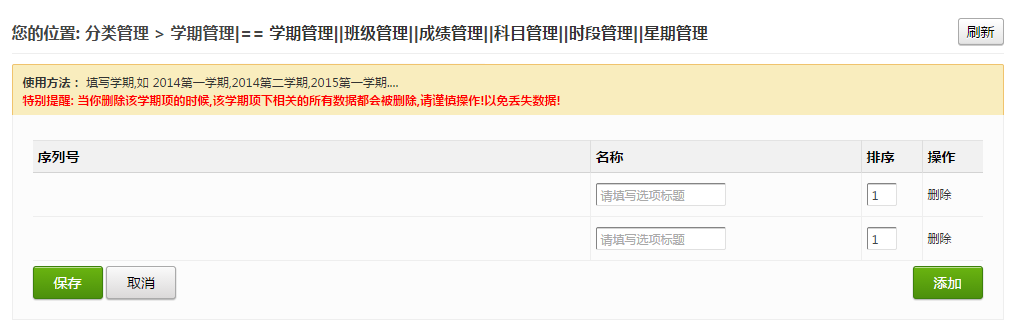 您的位置: 分类管理 > 学期管理|== 学期管理||班级管理||成绩管理||科目管理||时段管理||星期管理
刷新
使用方法： 填写学期,如 2014第一学期,2014第二学期,2015第一学期....
特别提醒: 当你删除该学期项的时候,该学期项下相关的所有数据都会被删除,请谨慎操作!以免丢失数据!
序列号 名称 排序 操作
请填写选项标题 1 删除
请填写选项标题 1 删除
保存 取消 添加